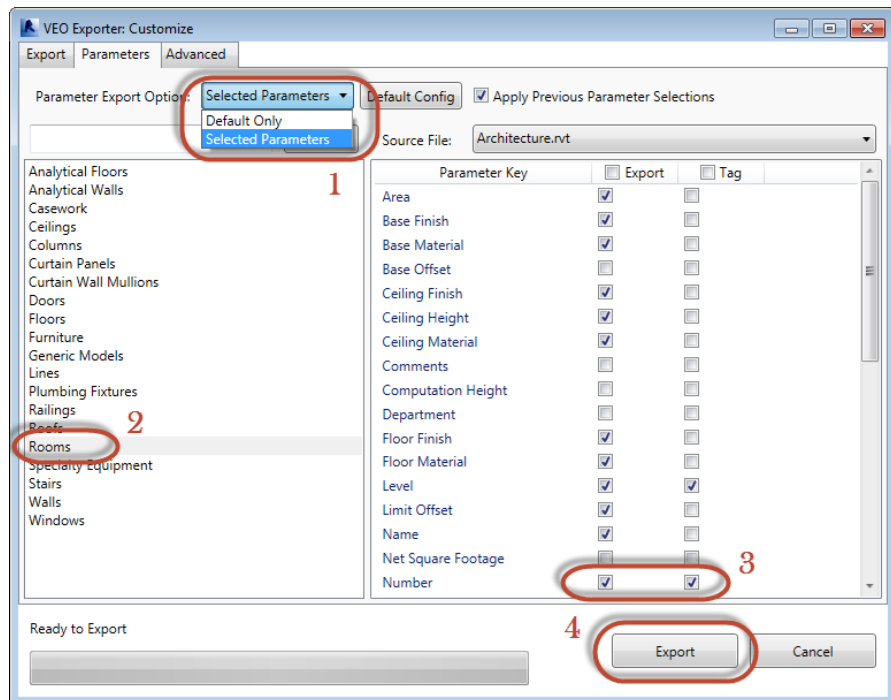 VEO Exporter: Customize
Export Parameters Advanced
Parameter Export Option: Selected Parameters Default Config Apply Previous Parameter Selections
Default Only
Selected Parameters
Source File: Architecture.rvt
1
Analytical Floors
Analytical Walls
Casework
Ceilings
Columns
Curtain Panels
Curtain Wall Mullions
Doors
Floors
Furniture
Generic Models
Lines
Plumbing Fixtures
Railings
Roofs
2
Rooms
Specialty Equipment
Stairs
Walls
Windows
Parameter Key Export Tag
Area
Base Finish
Base Material
Base Offset
Ceiling Finish
Ceiling Height
Ceiling Material
Comments
Computation Height
Department
Floor Finish
Floor Material
Level
Limit Offset
Name
Net Square Footage
3
Number
Ready to Export
4
Export Cancel